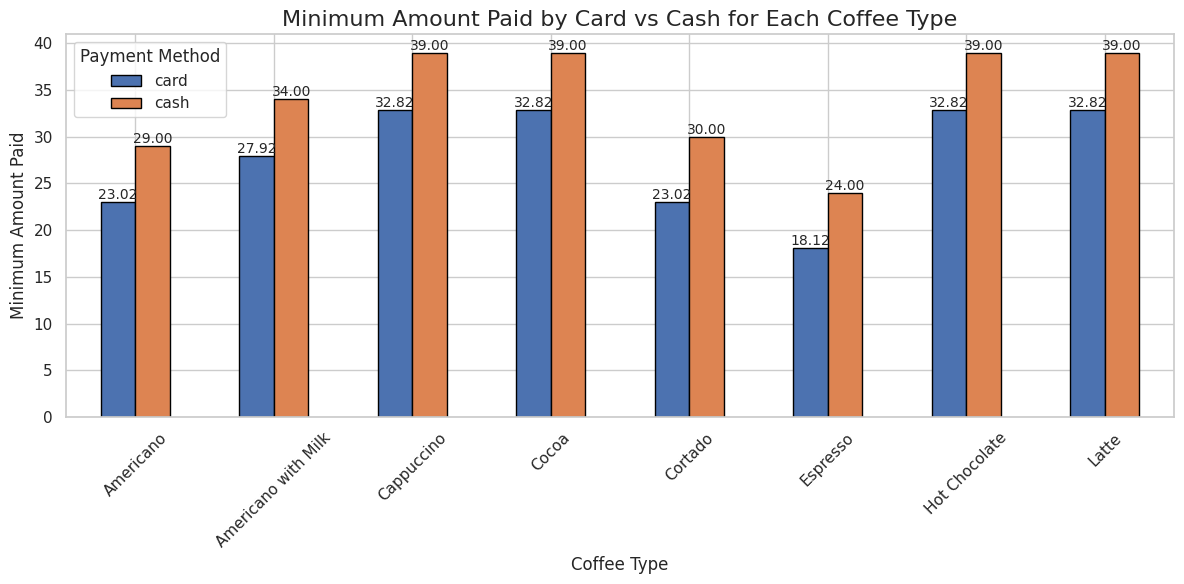 Minimum Amount Paid by Card vs Cash for Each Coffee Type
Payment Method
card
cash
Minimum Amount Paid
40
35
30
25
20
15
10
5
0
23.02
29.00
27.92
34.00
32.82
39.00
32.82
39.00
23.02
30.00
18.12
24.00
32.82
39.00
32.82
39.00
Americano
Americano with Milk
Cappuccino
Cocoa
Cortado
Espresso
Hot Chocolate
Latte
Coffee Type